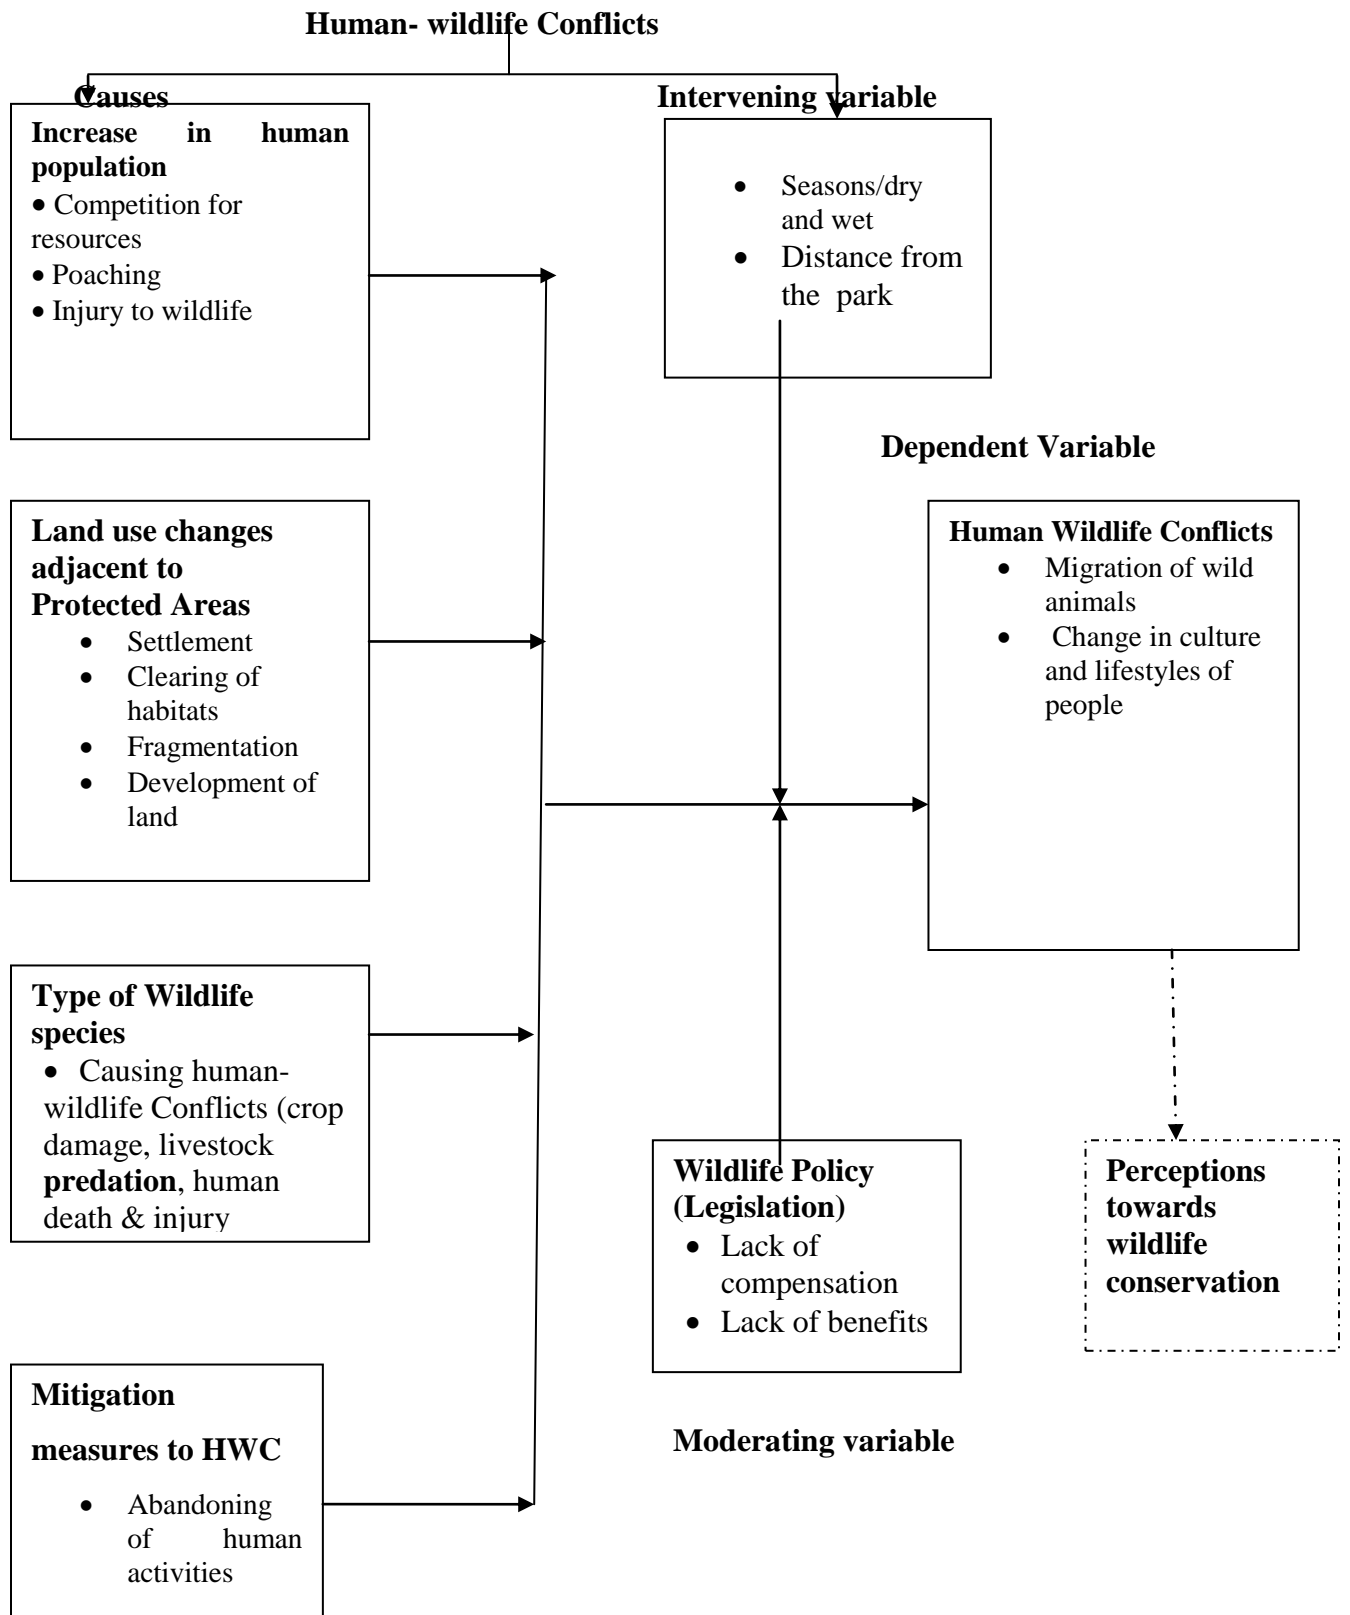 Human- wildlife Conflicts
Causes
Increase in human
population
• Competition for
resources
• Poaching
• Injury to wildlife
Intervening variable
• Seasons/dry
and wet
• Distance from
the park
Dependent Variable
Land use changes
adjacent to
Protected Areas
• Settlement
• Clearing of
habitats
• Fragmentation
• Development of
land
Human Wildlife Conflicts
• Migration of wild
animals
• Change in culture
and lifestyles of
people
Type of Wildlife
species
• Causing human-
wildlife Conflicts (crop
damage, livestock
predation, human
death & injury
Wildlife Policy
(Legislation)
• Lack of
compensation
• Lack of benefits
Perceptions
towards
wildlife
conservation
Moderating variable
Mitigation
measures to HWC
• Abandoning
of human
activities